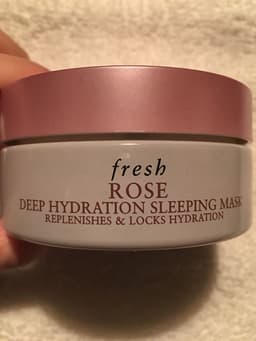 fresh
ROSE
DEEP HYDRATION SLEEPING MASK
REPLENISHES & LOCKS HYDRATION